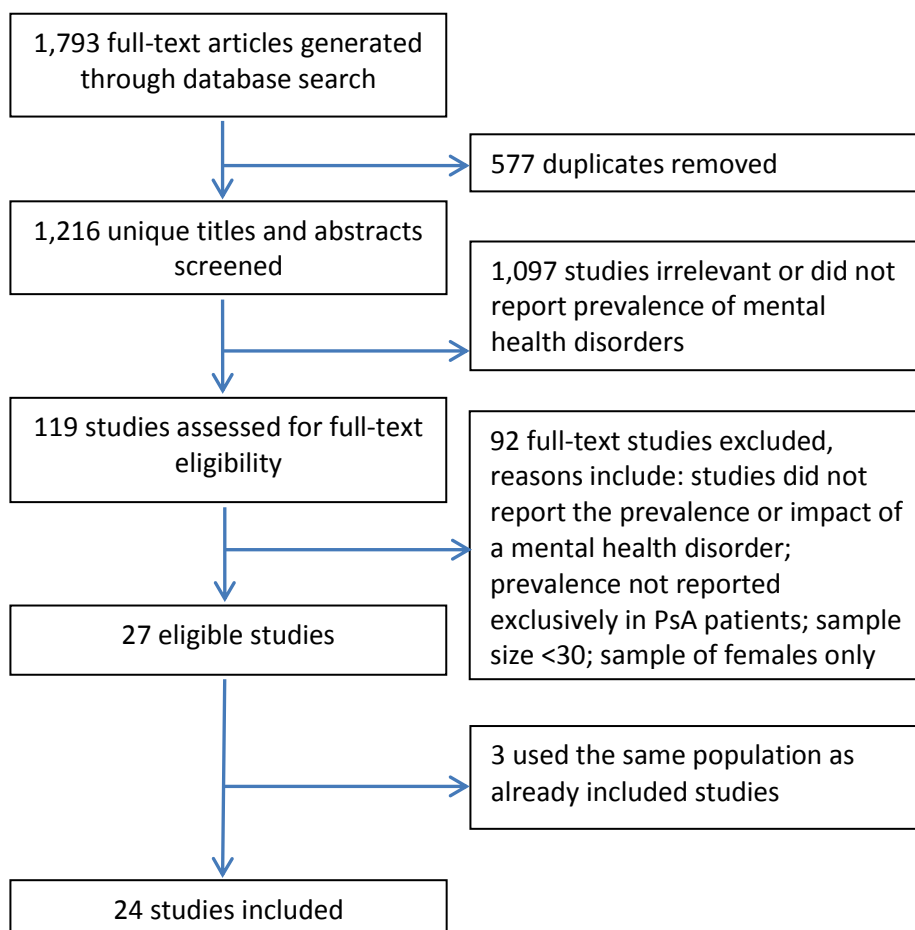 1,793 full-text articles generated
through database search
577 duplicates removed
1,216 unique titles and abstracts
screened
1,097 studies irrelevant or did not
report prevalence of mental
health disorders
119 studies assessed for full-text
eligibility
92 full-text studies excluded,
reasons include: studies did not
report the prevalence or impact of
a mental health disorder;
prevalence not reported
exclusively in PsA patients; sample
size <30; sample of females only
27 eligible studies
3 used the same population as
already included studies
24 studies included